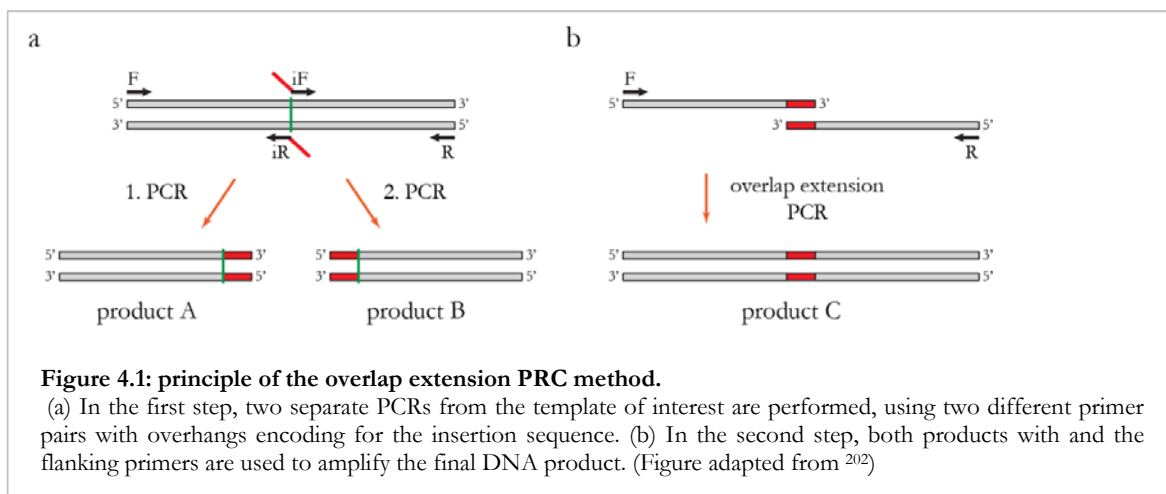 a
b
F
iF
5’ 3’
3’ 5’
iR
R
1. PCR
2. PCR
5’ 3’
3’ 5’
product A
5’ 3’
3’ 5’
product B
F
5’ 3’
3’ 5’
R
overlap extension
PCR
5’ 3’
3’ 5’
product C
Figure 4.1: principle of the overlap extension PRC method.
(a) In the first step, two separate PCRs from the template of interest are performed, using two different primer
pairs with overhangs encoding for the insertion sequence. (b) In the second step, both products with and the
flanking primers are used to amplify the final DNA product. (Figure adapted from 202)